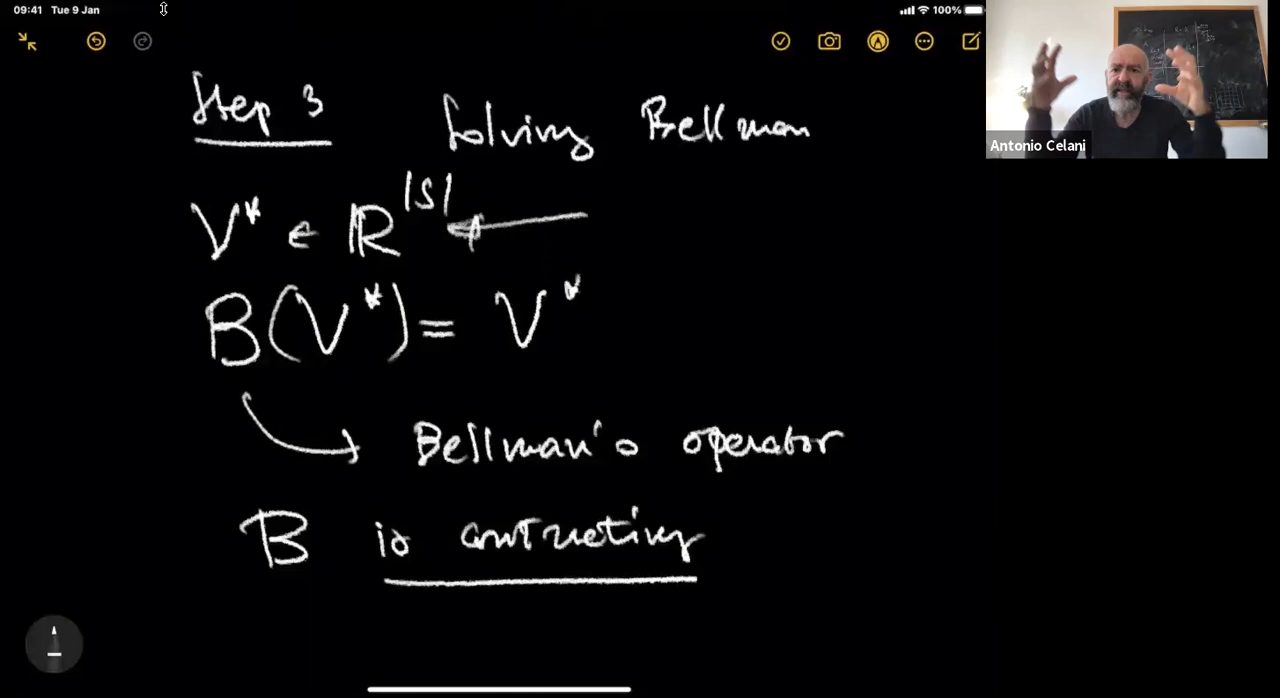 09:41 Tue 9 Jan
100%
Step 3 Solving Bellman
V* ∈ ℝ^|S|
B(V*) = V*
Bellman's operator
B is contracting
Antonio Celani